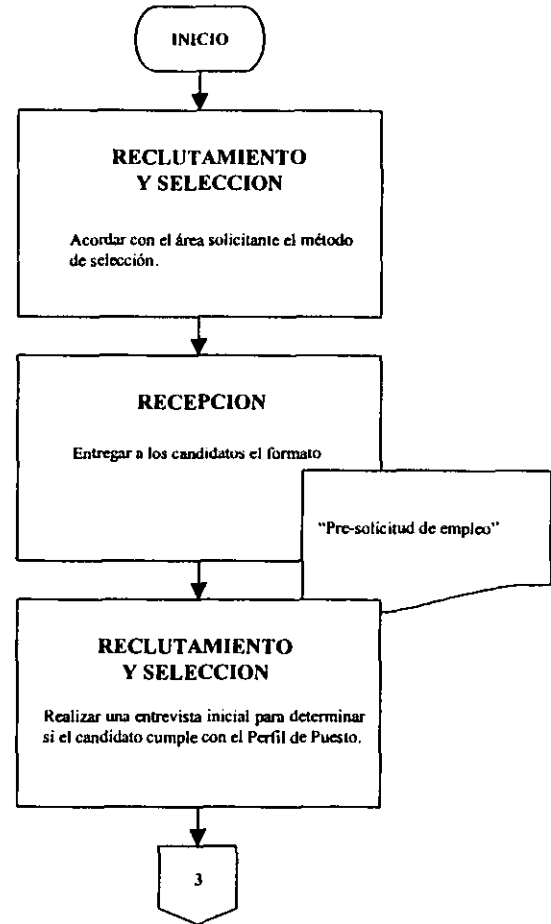 INICIO
RECLUTAMIENTO
Y SELECCION
Acordar con el área solicitante el método
de selección.
RECEPCION
Entregar a los candidatos el formato
"Pre-solicitud de empleo"
RECLUTAMIENTO
Y SELECCION
Realizar una entrevista inicial para determinar
si el candidato cumple con el Perfil de Puesto.
3